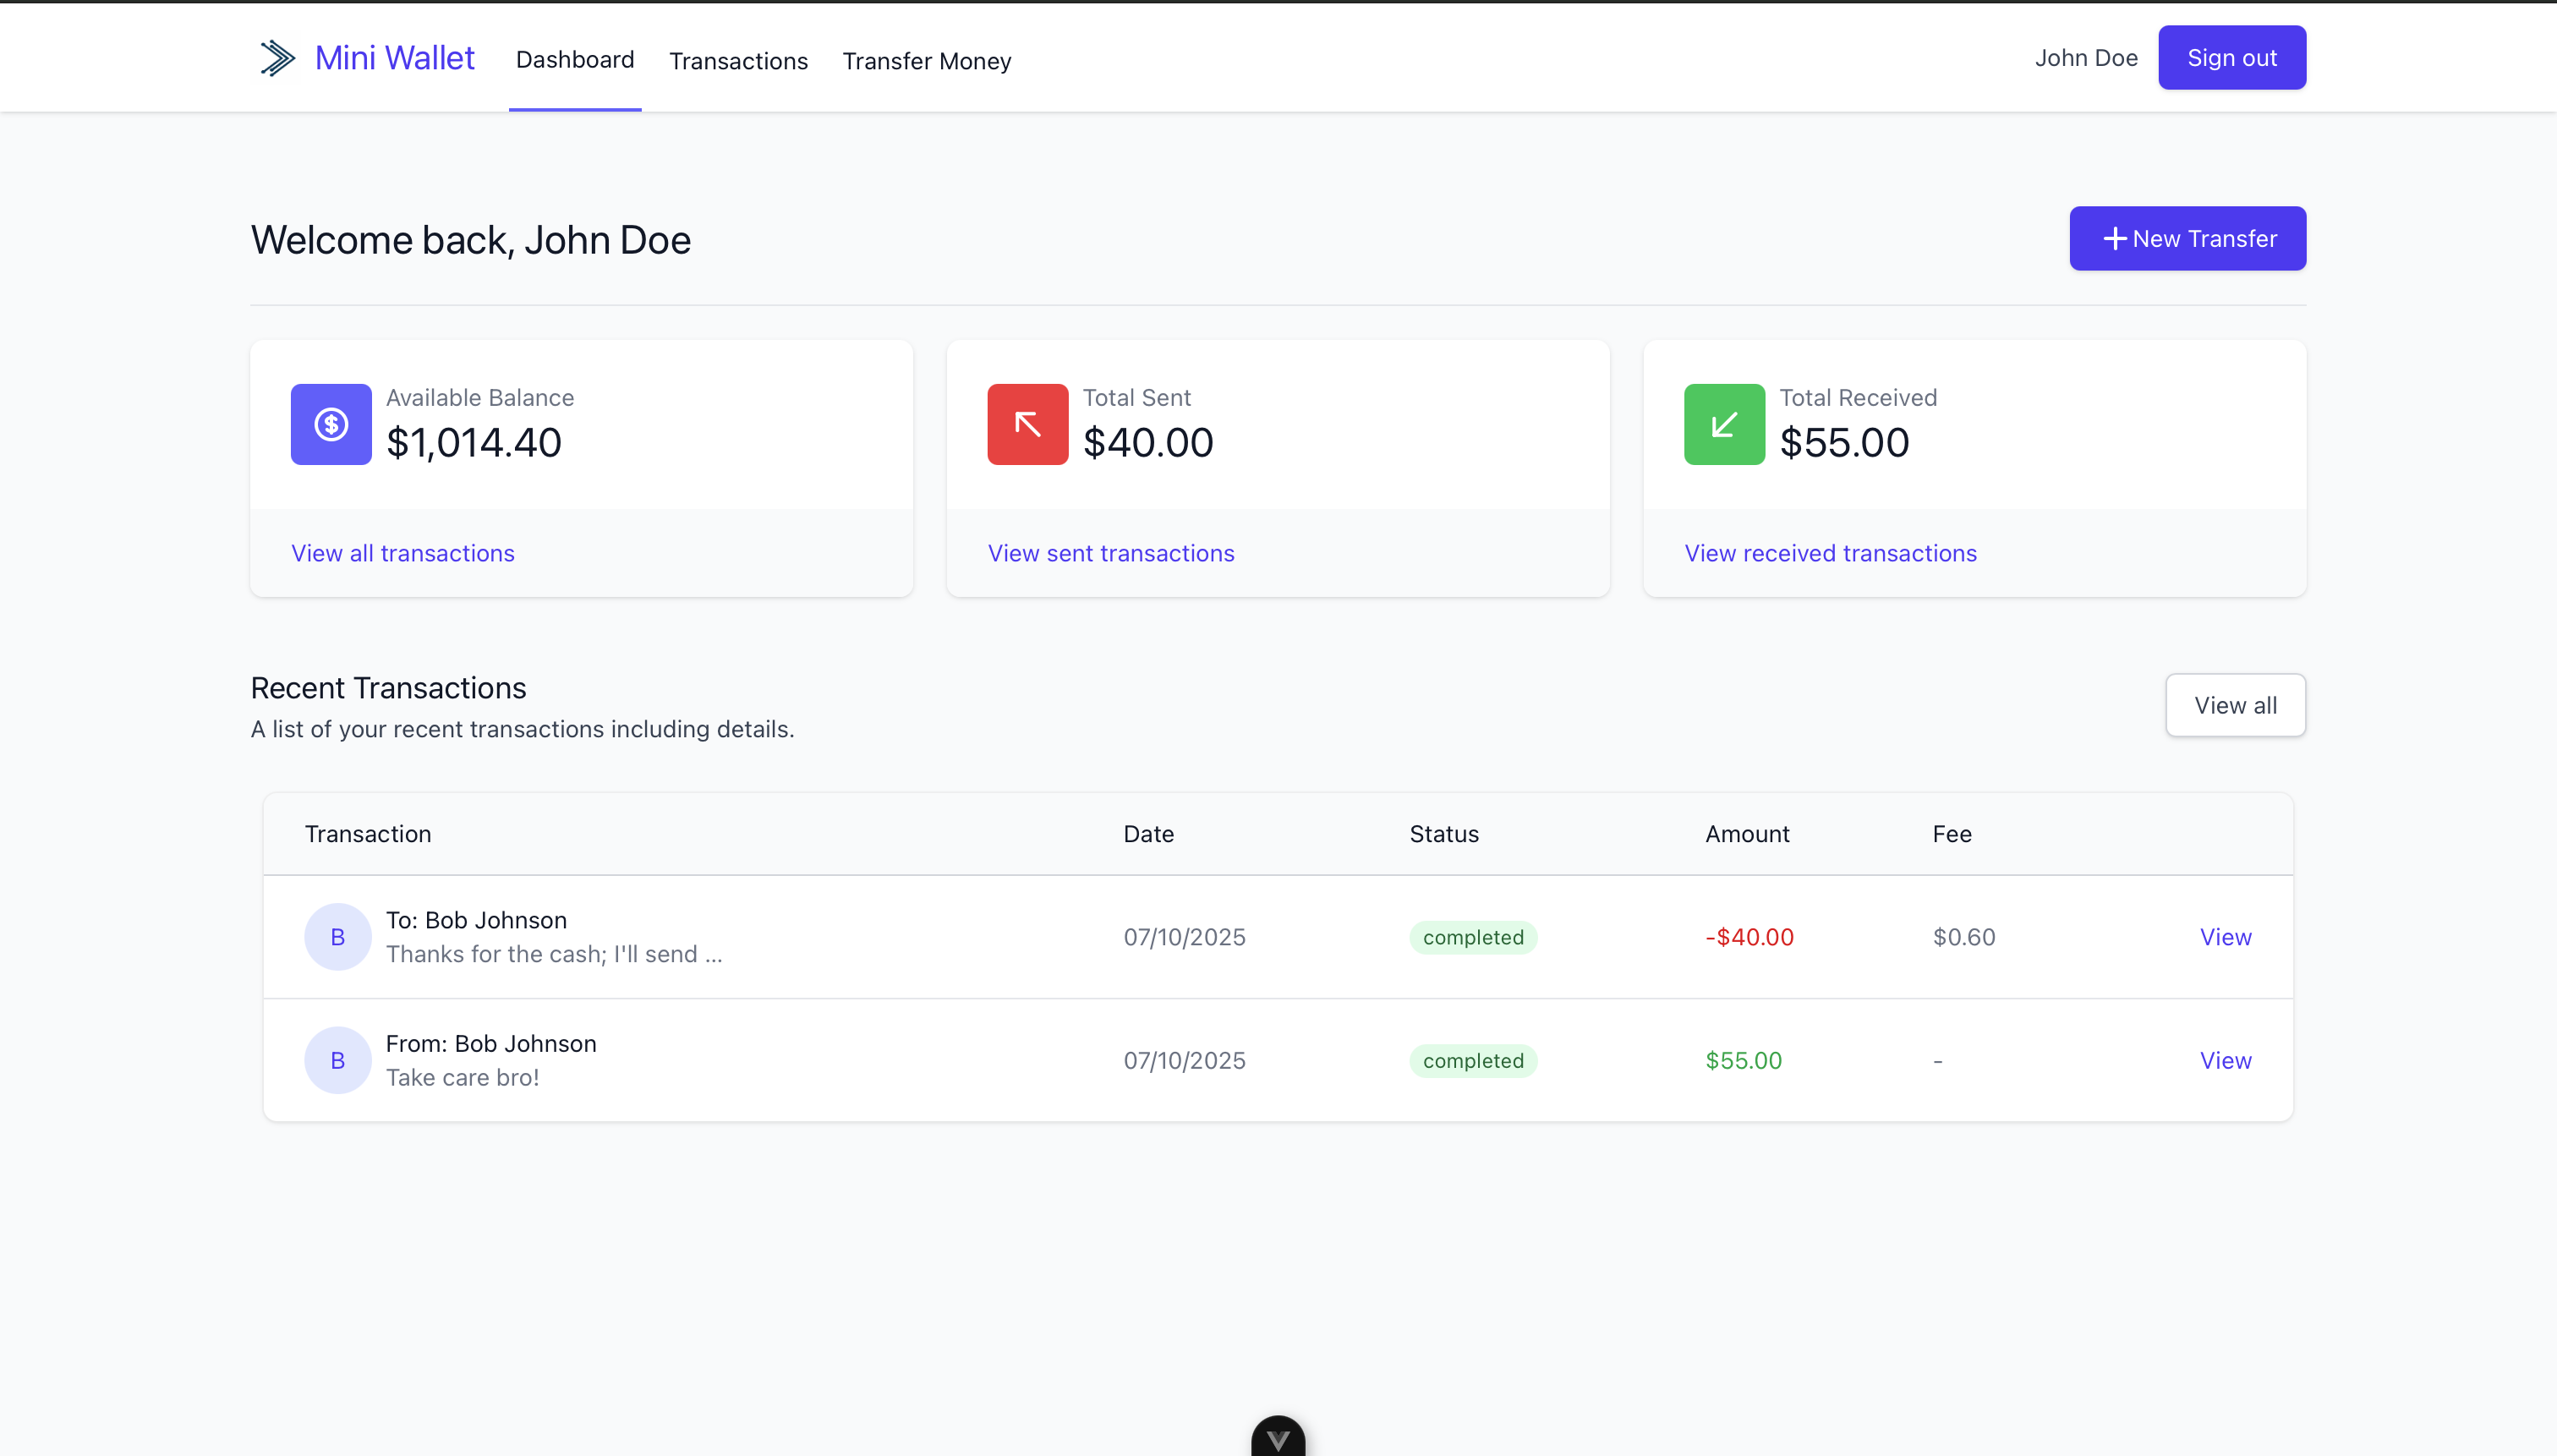 Mini Wallet Dashboard Transactions Transfer Money John Doe Sign out
Welcome back, John Doe + New Transfer
Available Balance
$1,014.40
View all transactions
Total Sent
$40.00
View sent transactions
Total Received
$55.00
View received transactions
Recent Transactions
A list of your recent transactions including details.
View all
Transaction Date Status Amount Fee
B To: Bob Johnson
Thanks for the cash; I'll send ...
07/10/2025 completed -$40.00 $0.60 View
B From: Bob Johnson
Take care bro!
07/10/2025 completed $55.00 - View